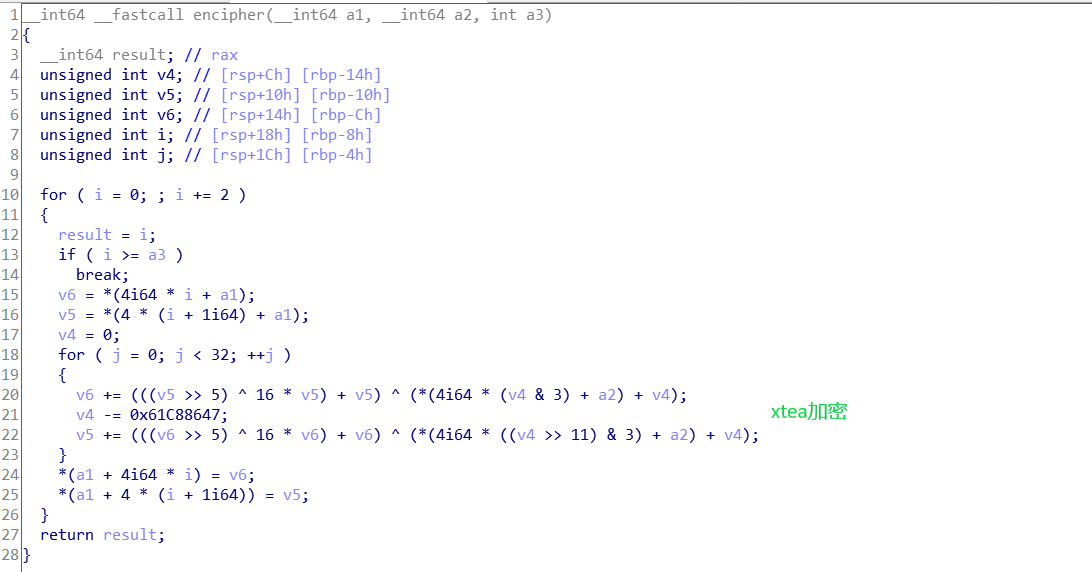 1 __int64 __fastcall encipher(__int64 a1, __int64 a2, int a3)
2 {
3   __int64 result; // rax
4   unsigned int v4; // [rsp+Ch] [rbp-14h]
5   unsigned int v5; // [rsp+10h] [rbp-10h]
6   unsigned int v6; // [rsp+14h] [rbp-Ch]
7   unsigned int i; // [rsp+18h] [rbp-8h]
8   unsigned int j; // [rsp+1Ch] [rbp-4h]
9
10   for ( i = 0; ; i += 2 )
11   {
12     result = i;
13     if ( i >= a3 )
14       break;
15     v6 = *(4i64 * i + a1);
16     v5 = *(4 * (i + 1i64) + a1);
17     v4 = 0;
18     for ( j = 0; j < 32; ++j )
19     {
20       v6 += (((v5 >> 5) ^ 16 * v5) + v5) ^ (*(4i64 * (v4 & 3) + a2) + v4);
21       v4 -= 0x61C88647;
xtea加密
22       v5 += (((v6 >> 5) ^ 16 * v6) + v6) ^ (*(4i64 * ((v4 >> 11) & 3) + a2) + v4);
23     }
24     *(a1 + 4i64 * i) = v6;
25     *(a1 + 4 * (i + 1i64)) = v5;
26   }
27   return result;
28 }